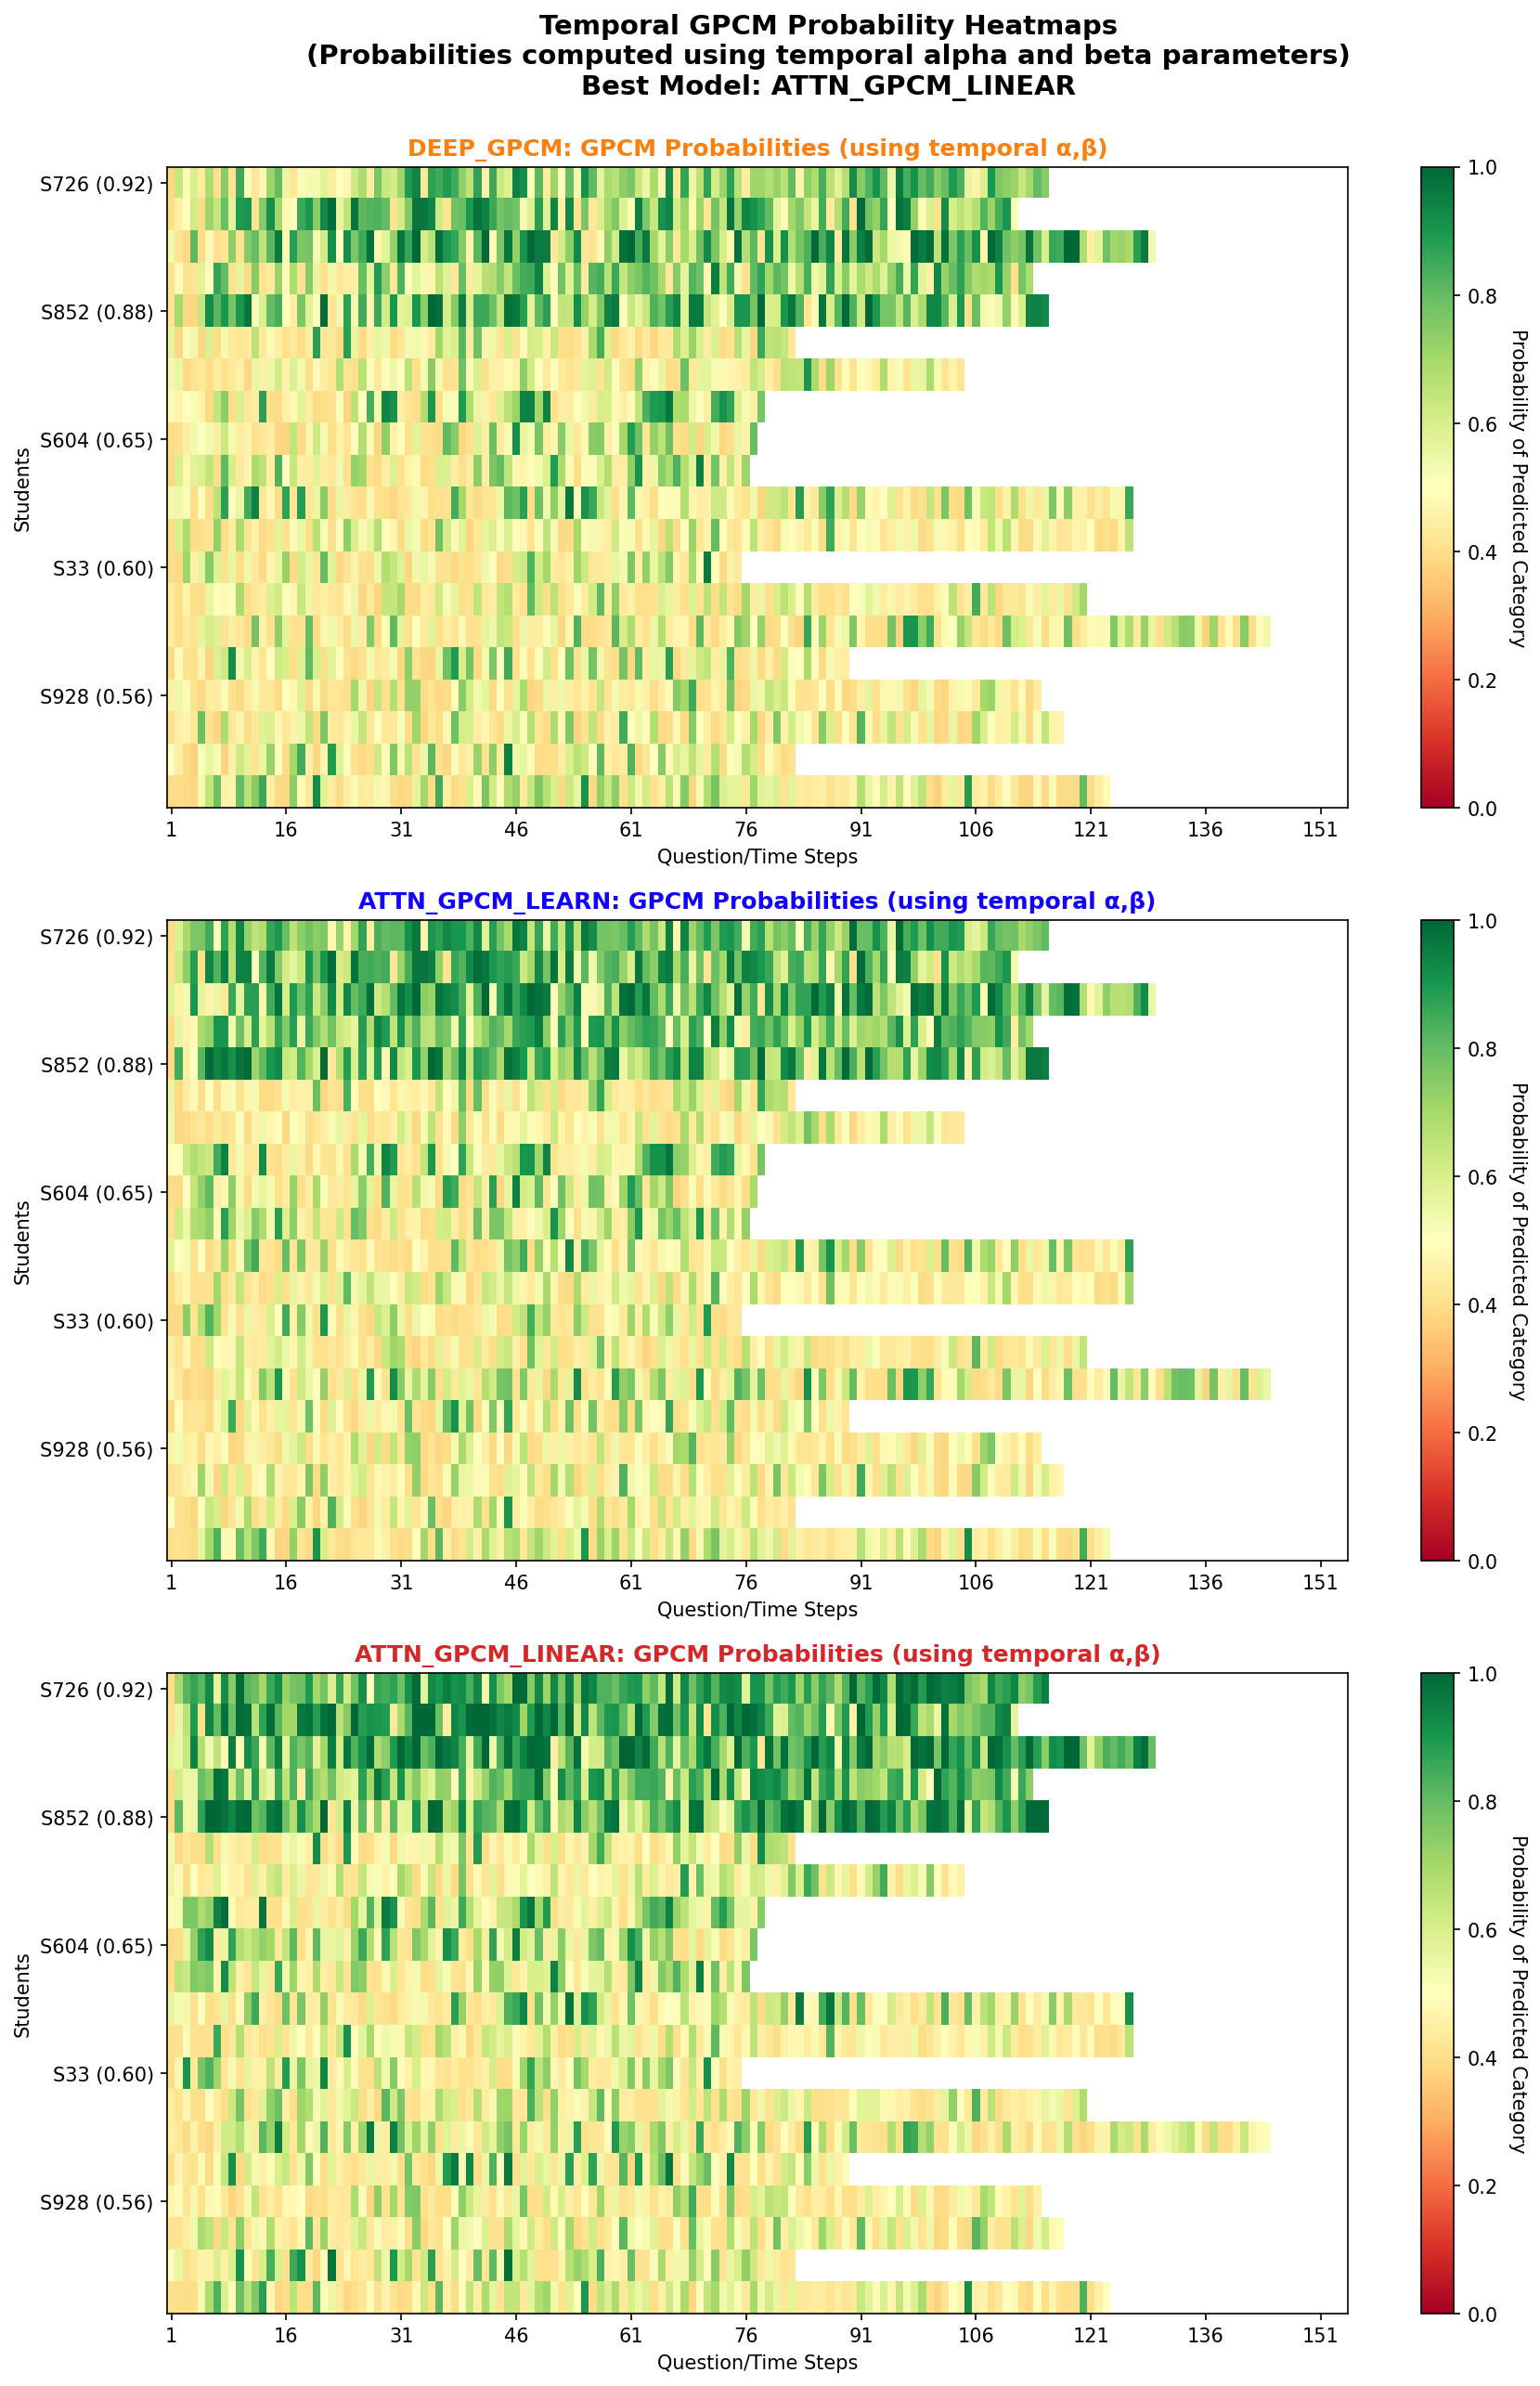 Temporal GPCM Probability Heatmaps
(Probabilities computed using temporal alpha and beta parameters)
Best Model: ATTN_GPCM_LINEAR
DEEP_GPCM: GPCM Probabilities (using temporal α,β)
S726 (0.92)
S852 (0.88)
S604 (0.65)
S33 (0.60)
S928 (0.56)
Students
1 16 31 46 61 76 91 106 121 136 151
Question/Time Steps
1.0
0.8
0.6
0.4
0.2
0.0
Probability of Predicted Category
ATTN_GPCM_LEARN: GPCM Probabilities (using temporal α,β)
S726 (0.92)
S852 (0.88)
S604 (0.65)
S33 (0.60)
S928 (0.56)
Students
1 16 31 46 61 76 91 106 121 136 151
Question/Time Steps
1.0
0.8
0.6
0.4
0.2
0.0
Probability of Predicted Category
ATTN_GPCM_LINEAR: GPCM Probabilities (using temporal α,β)
S726 (0.92)
S852 (0.88)
S604 (0.65)
S33 (0.60)
S928 (0.56)
Students
1 16 31 46 61 76 91 106 121 136 151
Question/Time Steps
1.0
0.8
0.6
0.4
0.2
0.0
Probability of Predicted Category